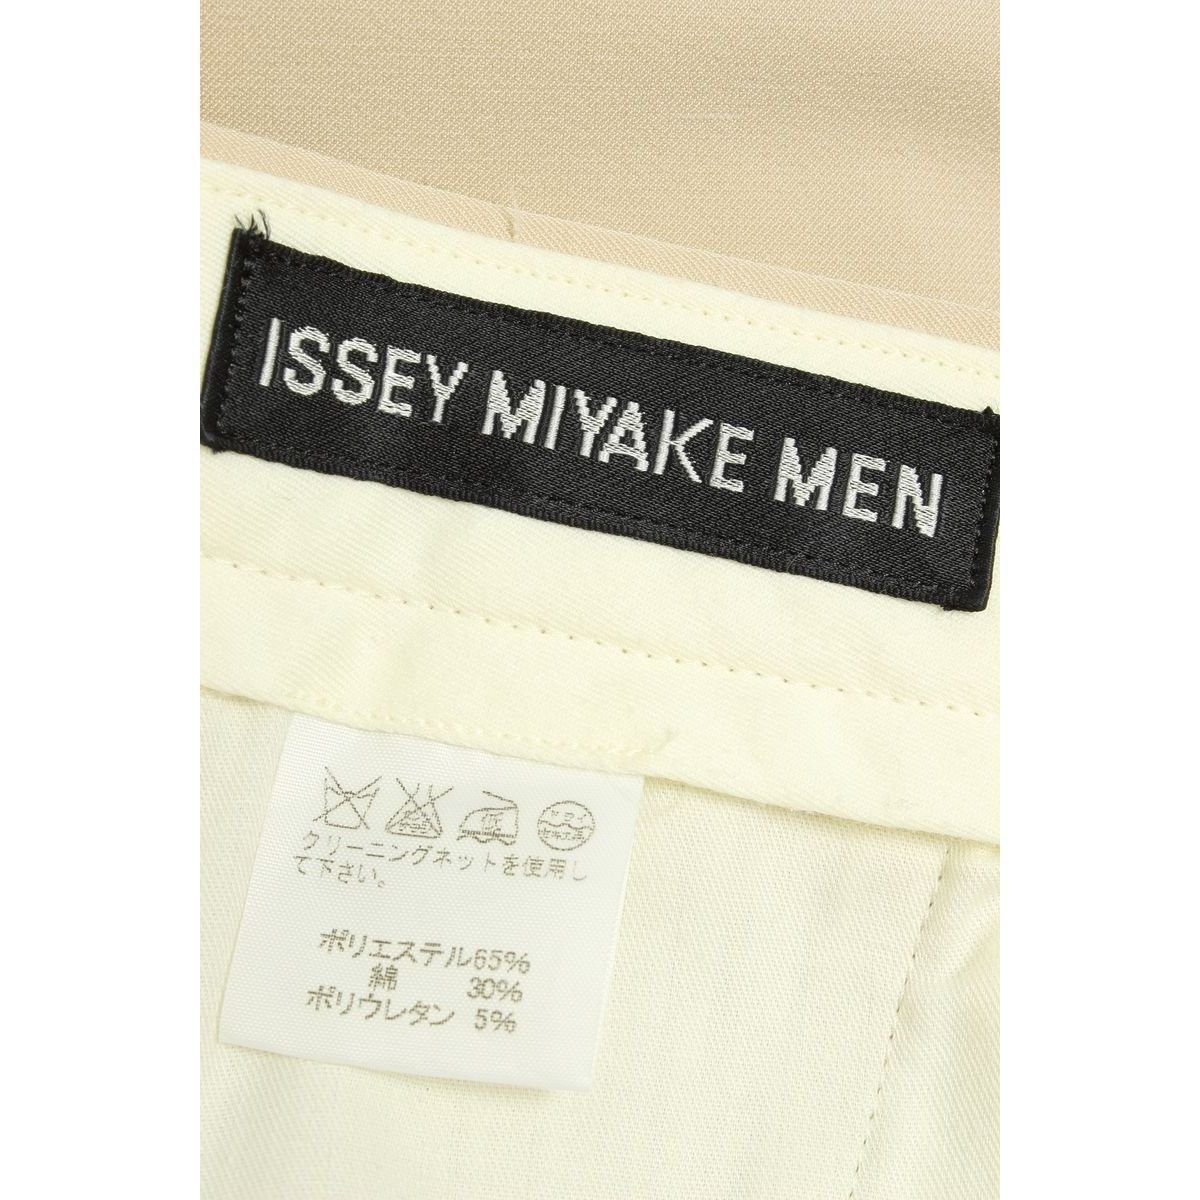 ISSEY MIYAKE MEN
クリーニングネットを使用し
て下さい。
ポリエステル65%
綿 30%
ポリウレタン 5%